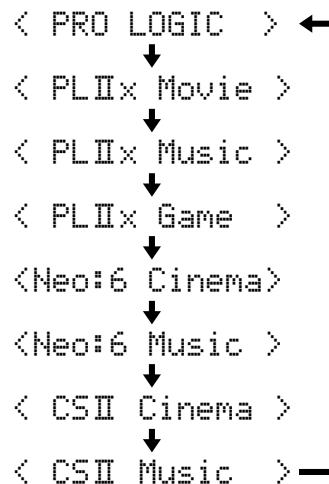 < PRO LOGIC >
< PLⅡx Movie >
< PLⅡx Music >
< PLⅡx Game >
<Neo:6 Cinema>
<Neo:6 Music >
< CSⅡ Cinema >
< CSⅡ Music >